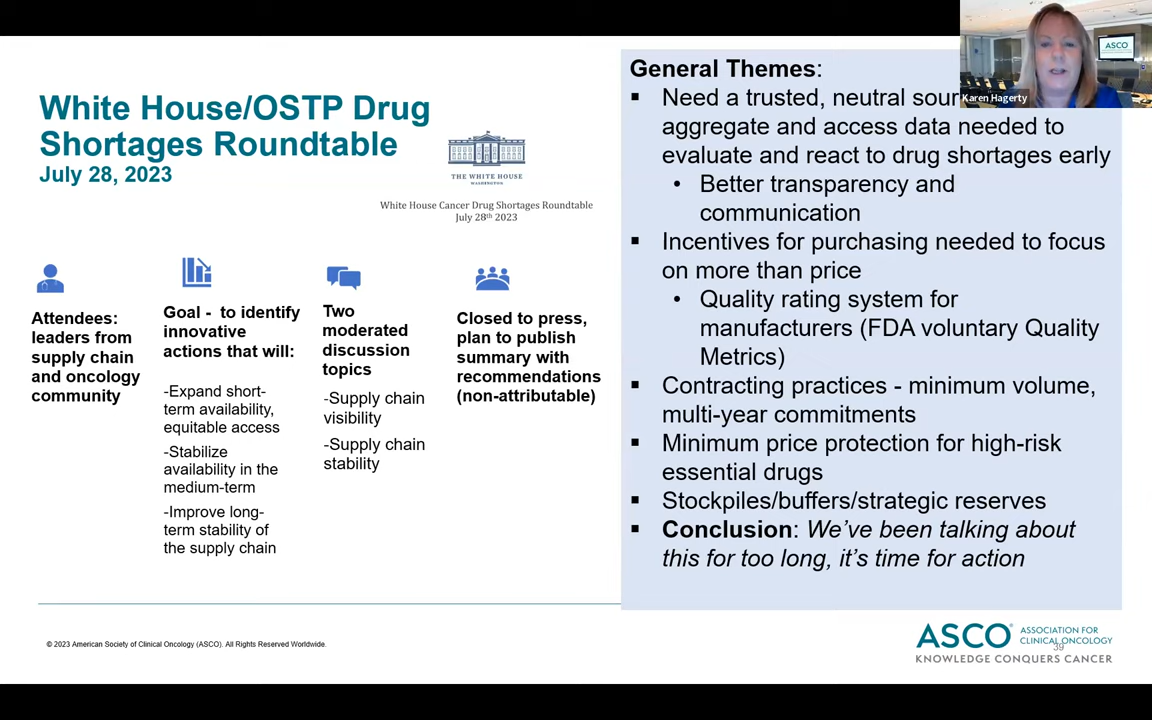 White House/OSTP Drug
Shortages Roundtable
July 28, 2023
THE WHITE HOUSE
WASHINGTON
White House Cancer Drug Shortages Roundtable
July 28th 2023
Attendees:
leaders from
supply chain
and oncology
community
Goal - to identify
innovative
actions that will:
-Expand short-
term availability,
equitable access
-Stabilize
availability in the
medium-term
-Improve long-
term stability of
the supply chain
Two
moderated
discussion
topics
-Supply chain
visibility
-Supply chain
stability
Closed to press,
plan to publish
summary with
recommendations
(non-attributable)
General Themes:
▪ Need a trusted, neutral sour
aggregate and access data needed to
evaluate and react to drug shortages early
• Better transparency and
communication
▪ Incentives for purchasing needed to focus
on more than price
• Quality rating system for
manufacturers (FDA voluntary Quality
Metrics)
▪ Contracting practices - minimum volume,
multi-year commitments
▪ Minimum price protection for high-risk
essential drugs
▪ Stockpiles/buffers/strategic reserves
▪ Conclusion: We’ve been talking about
this for too long, it’s time for action
ASCO
Karen Hagerty
© 2023 American Society of Clinical Oncology (ASCO). All Rights Reserved Worldwide.
ASCO® ASSOCIATION FOR
CLINICAL ONCOLOGY
39
KNOWLEDGE CONQUERS CANCER